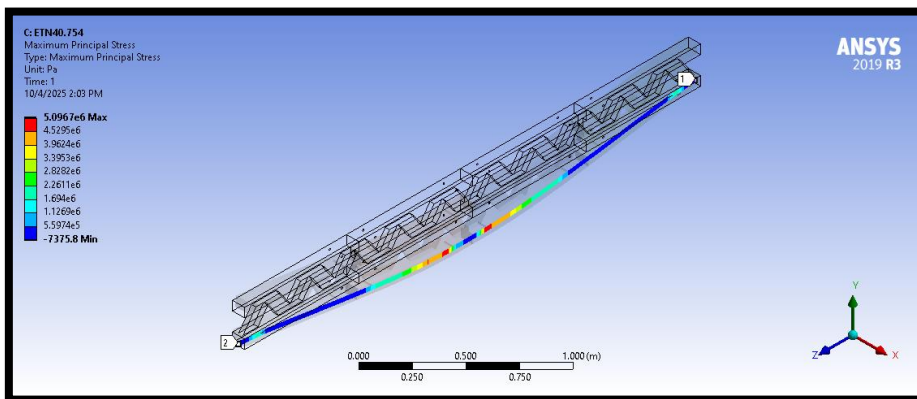 C: ETN40.754
Maximum Principal Stress
Type: Maximum Principal Stress
Unit: Pa
Time: 1
10/4/2025 2:03 PM
5.0967e6 Max
4.5295e6
3.9624e6
3.3953e6
2.8282e6
2.2611e6
1.694e6
1.1269e6
5.5974e5
-7375.8 Min
ANSYS
2019 R3
1
2
0.000 0.500 1.000 (m)
0.250 0.750
Y
Z X